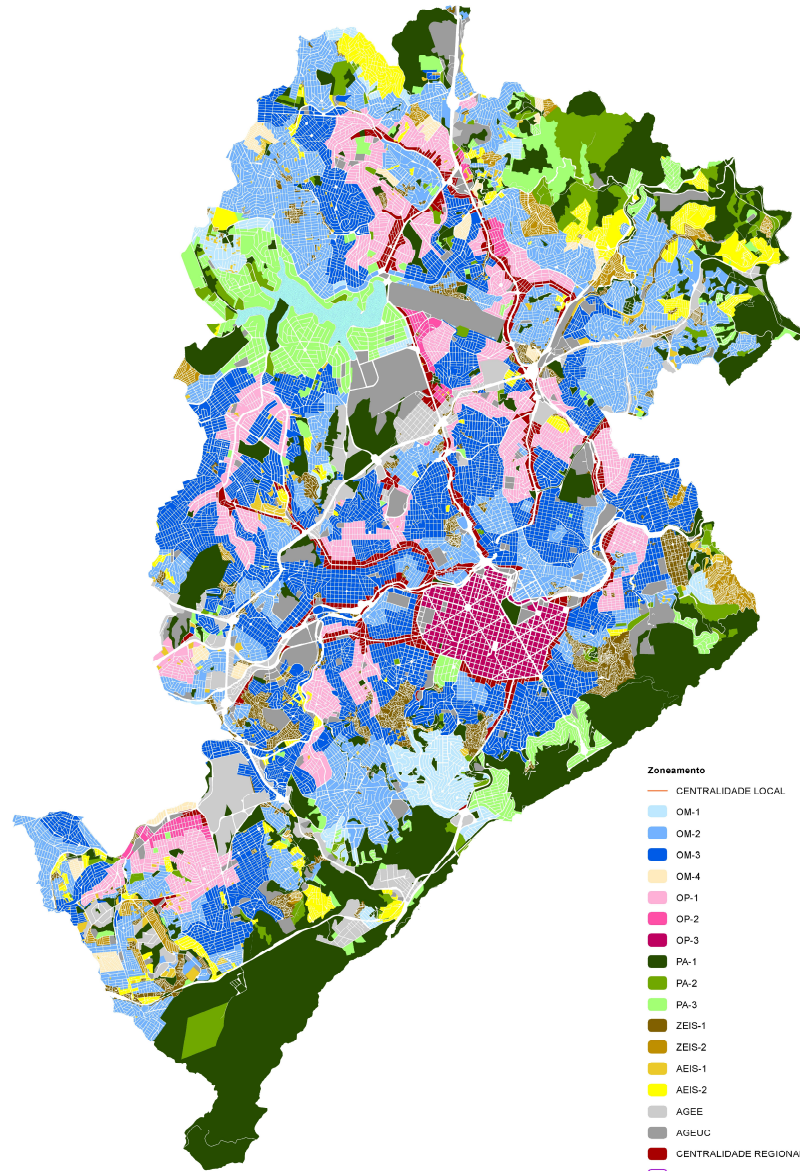 Zoneamento
CENTRALIDADE LOCAL
OM-1
OM-2
OM-3
OM-4
OP-1
OP-2
OP-3
PA-1
PA-2
PA-3
ZEIS-1
ZEIS-2
AEIS-1
AEIS-2
AGEE
AGEUC
CENTRALIDADE REGIONA